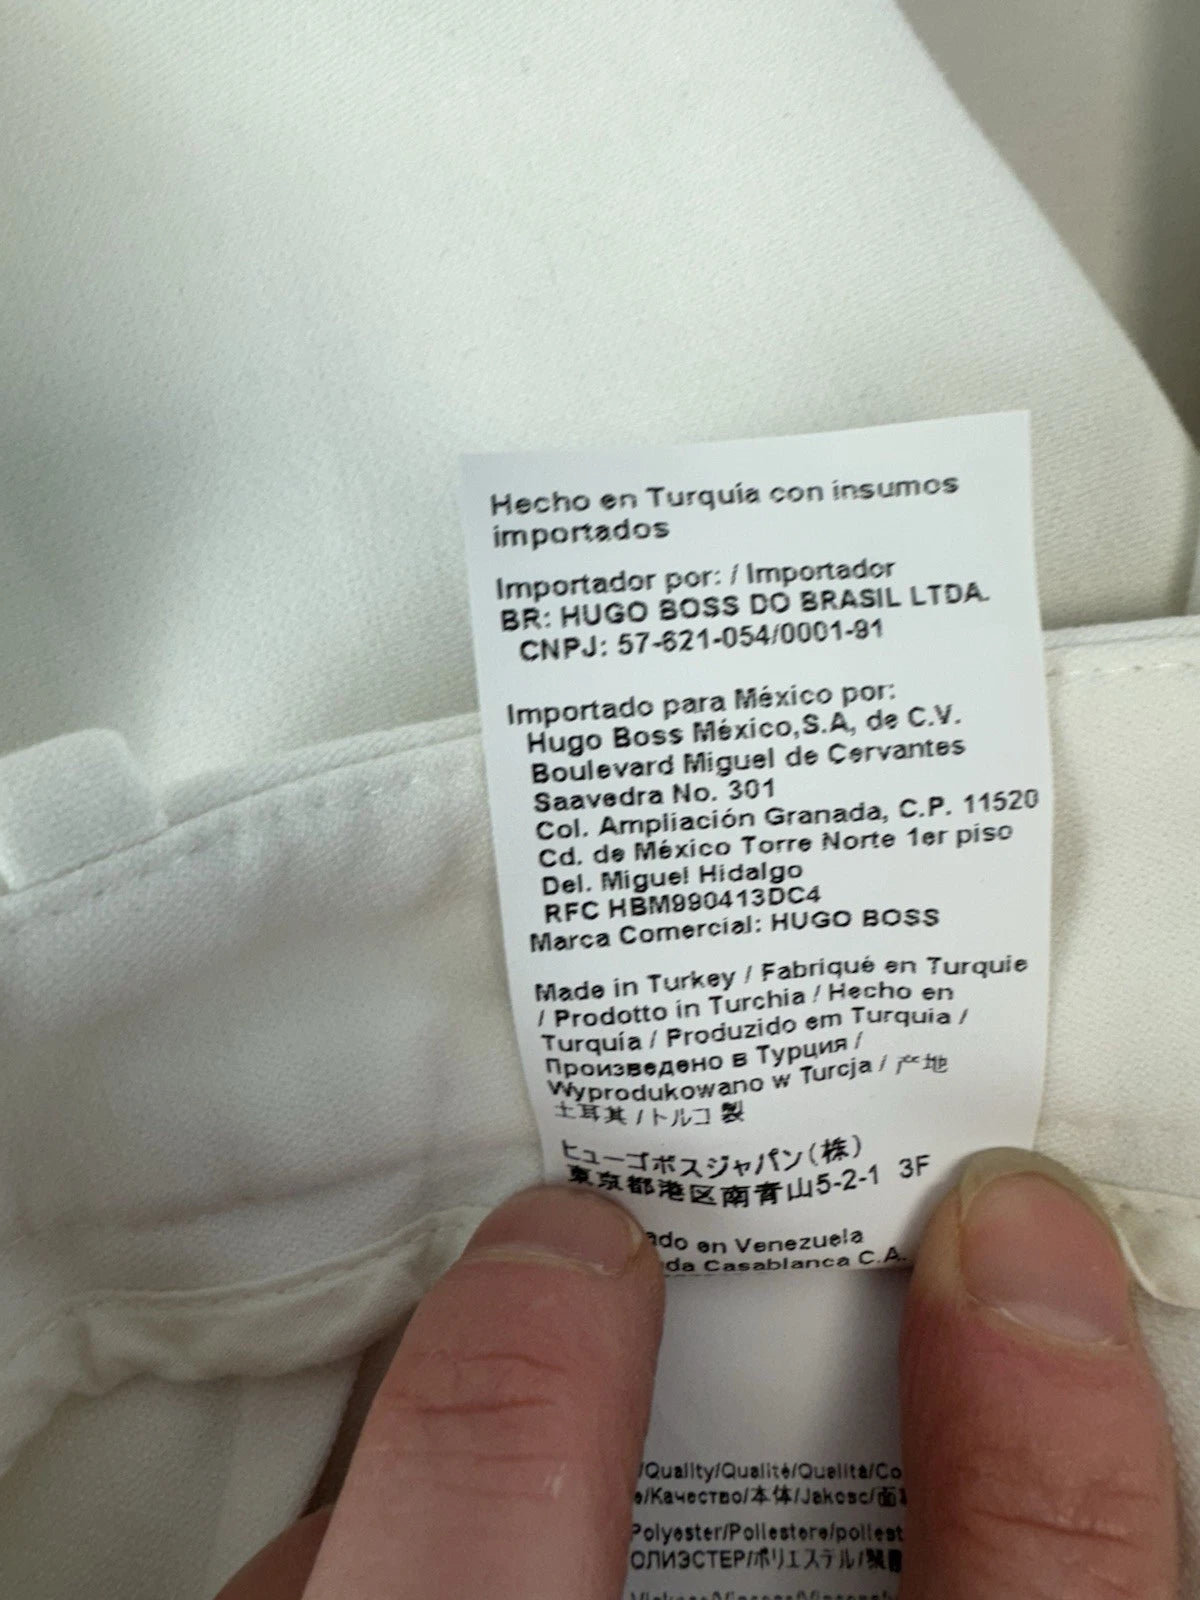 Hecho en Turquía con insumos
importados
Importador por: / Importador
BR: HUGO BOSS DO BRASIL LTDA.
CNPJ: 57-621-054/0001-91
Importado para México por:
Hugo Boss México,S.A, de C.V.
Boulevard Miguel de Cervantes
Saavedra No. 301
Col. Ampliación Granada, C.P. 11520
Cd. de México Torre Norte 1er piso
Del. Miguel Hidalgo
RFC HBM990413DC4
Marca Comercial: HUGO BOSS
Made in Turkey / Fabriqué en Turquie
/ Prodotto in Turchia / Hecho en
Turquía / Produzido em Turquia /
Произведено в Турция /
Wyprodukowano w Turcja / 产地
土耳其 / トルコ 製
ヒューゴボスジャパン(株)
東京都港区南青山5-2-1 3F
ado en Venezuela
da Casablanca C.A.
/Quality/Qualité/Qualità/Co
/Качество/本体/Jakość/面
Polyester/Poliestere/poliest
ОЛИЭСТЕР/ポリエステル/聚